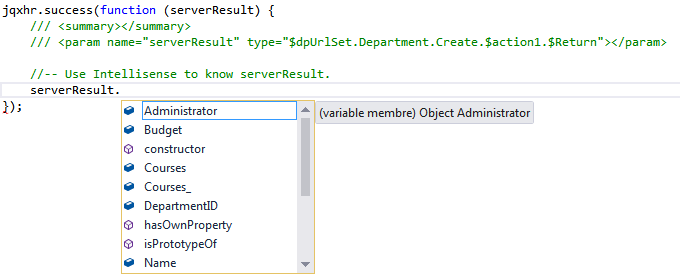 jqxhr.success(function (serverResult) {
/// <summary></summary>
/// <param name="serverResult" type="$dpUrlSet.Department.Create.$action1.$Return"></param>
//-- Use Intellisense to know serverResult.
serverResult.
});
Administrator
(variable membre) Object Administrator
Budget
constructor
Courses
Courses_
DepartmentID
hasOwnProperty
isPrototypeOf
Name